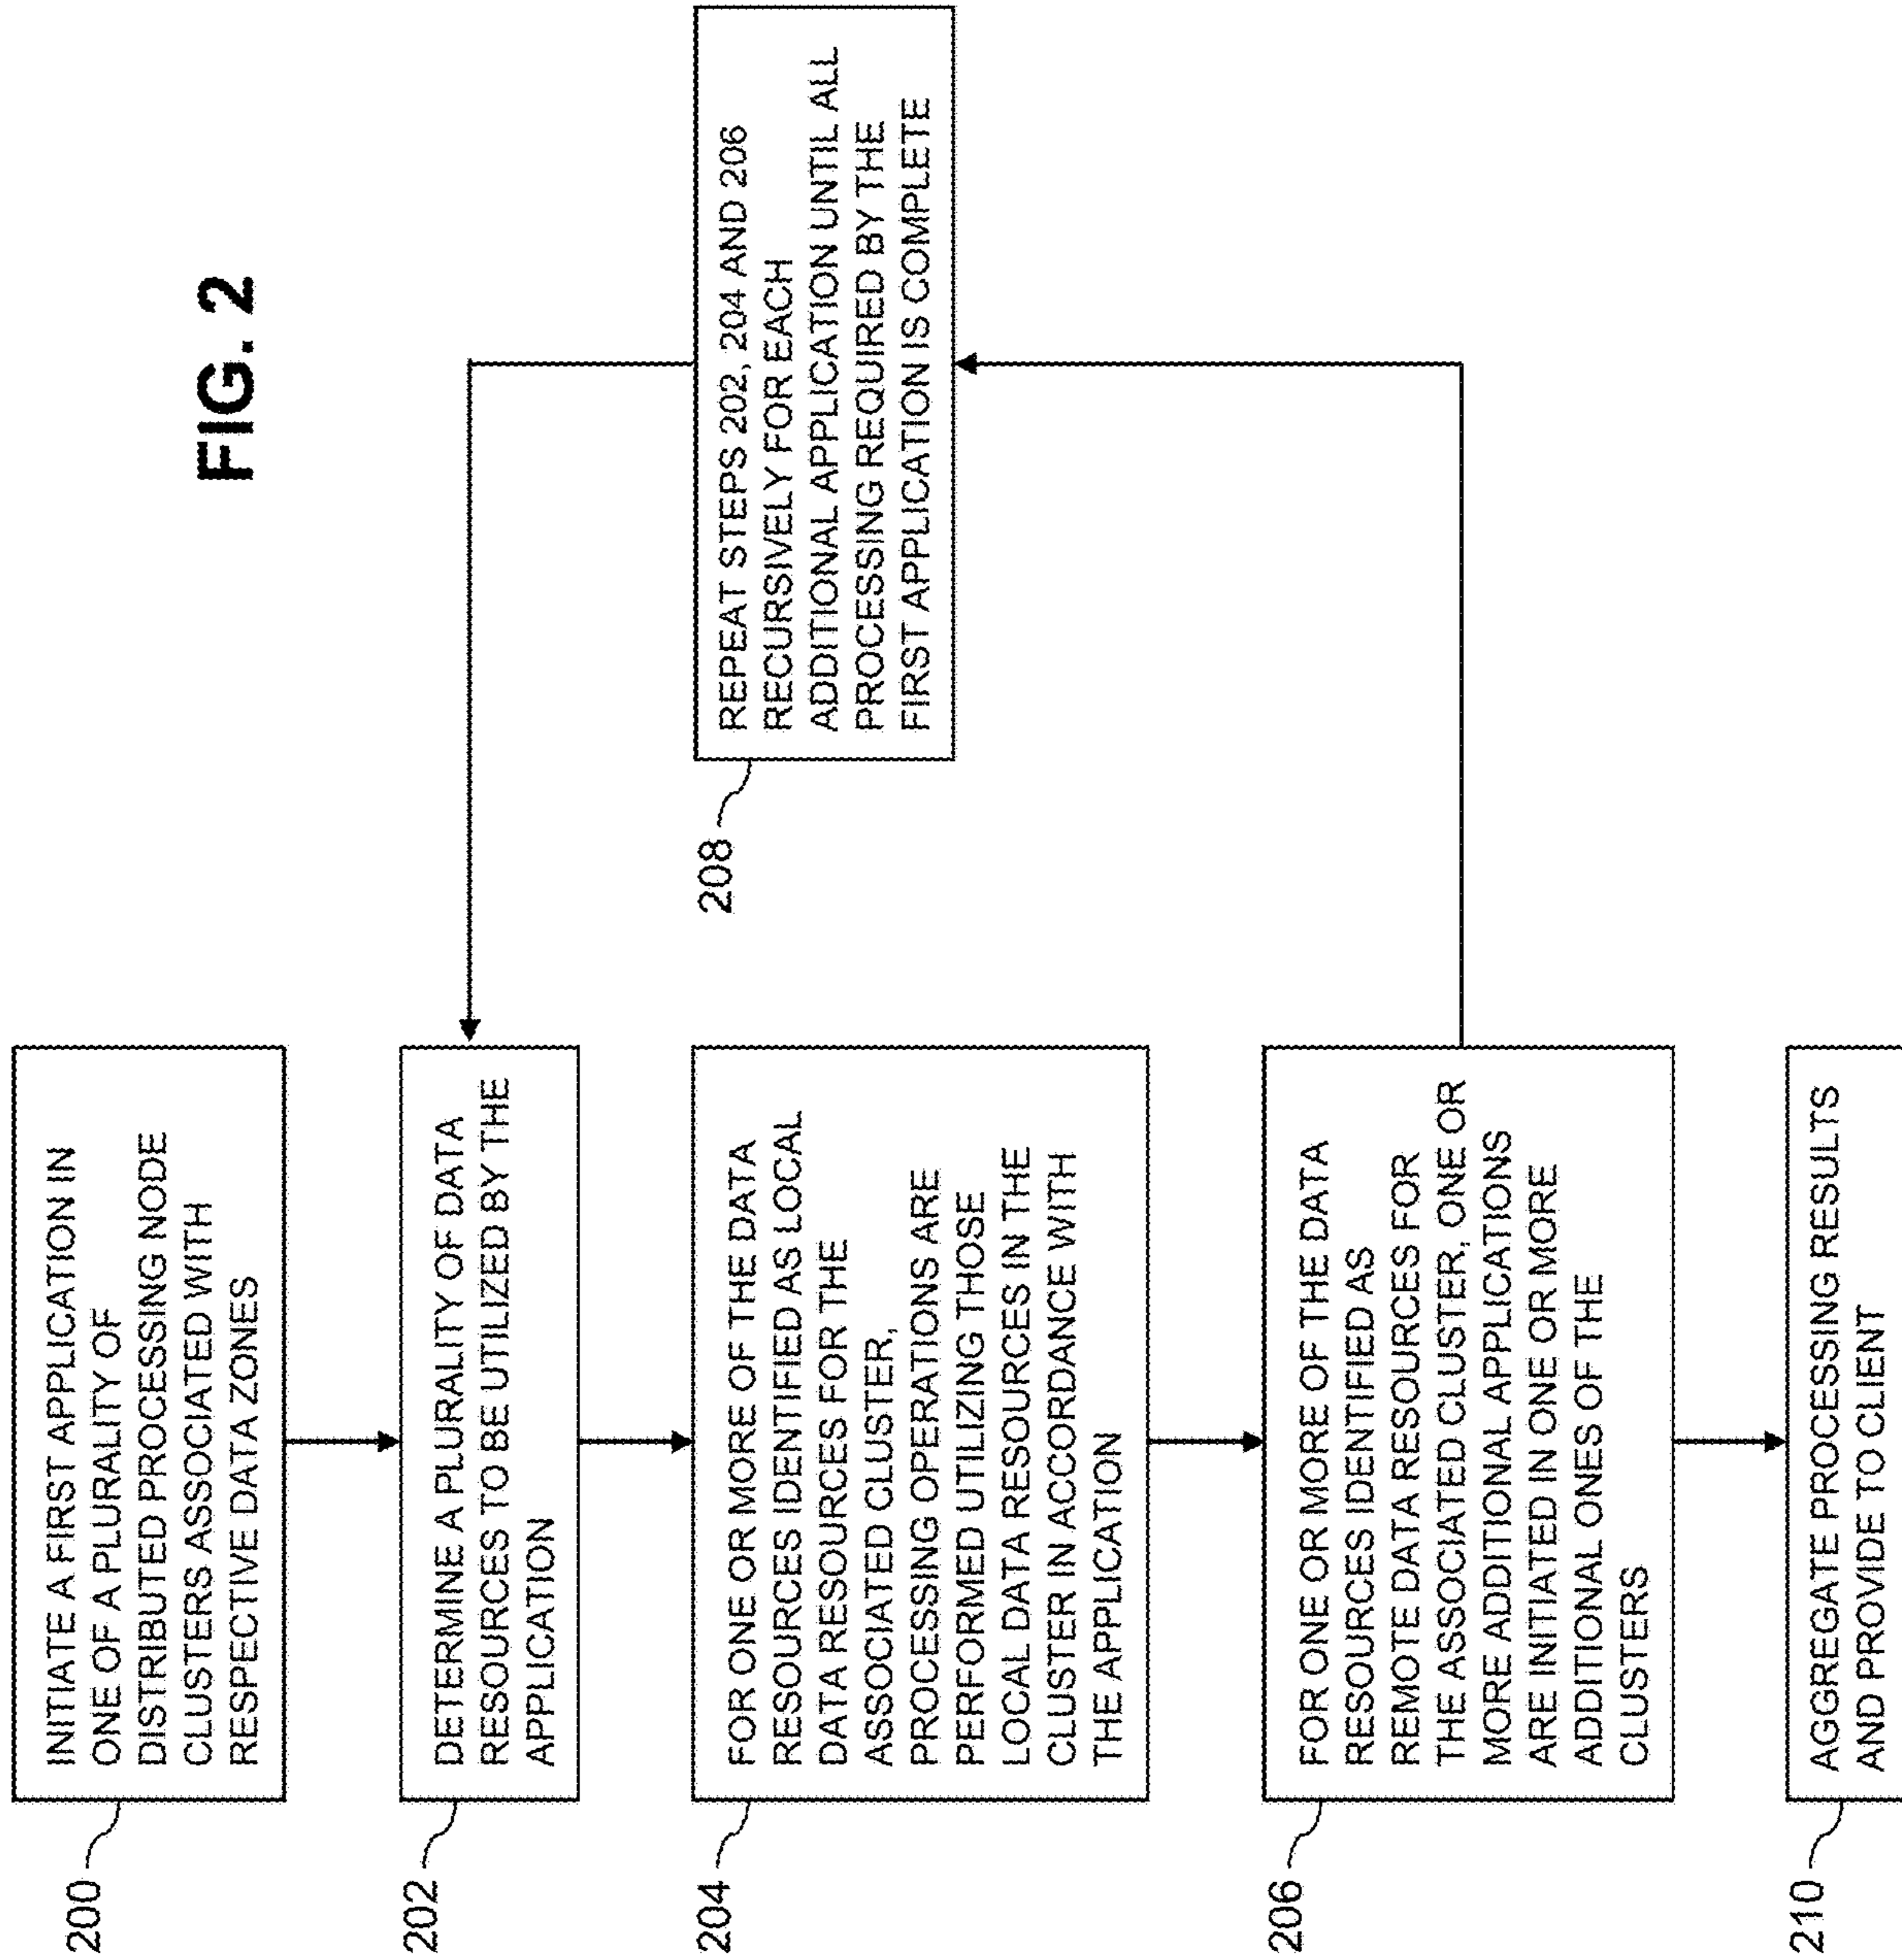 FIG. 2
200
INITIATE A FIRST APPLICATION IN
ONE OF A PLURALITY OF
DISTRIBUTED PROCESSING NODE
CLUSTERS ASSOCIATED WITH
RESPECTIVE DATA ZONES
202
DETERMINE A PLURALITY OF DATA
RESOURCES TO BE UTILIZED BY THE
APPLICATION
204
FOR ONE OR MORE OF THE DATA
RESOURCES IDENTIFIED AS LOCAL
DATA RESOURCES FOR THE
ASSOCIATED CLUSTER,
PROCESSING OPERATIONS ARE
PERFORMED UTILIZING THOSE
LOCAL DATA RESOURCES IN THE
CLUSTER IN ACCORDANCE WITH
THE APPLICATION
206
FOR ONE OR MORE OF THE DATA
RESOURCES IDENTIFIED AS
REMOTE DATA RESOURCES FOR
THE ASSOCIATED CLUSTER, ONE OR
MORE ADDITIONAL APPLICATIONS
ARE INITIATED IN ONE OR MORE
ADDITIONAL ONES OF THE
CLUSTERS
208
REPEAT STEPS 202, 204 AND 206
RECURSIVELY FOR EACH
ADDITIONAL APPLICATION UNTIL ALL
PROCESSING REQUIRED BY THE
FIRST APPLICATION IS COMPLETE
210
AGGREGATE PROCESSING RESULTS
AND PROVIDE TO CLIENT